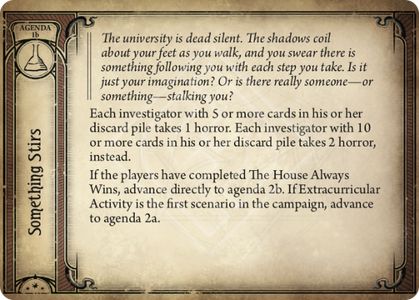 AGENDA
1b
Something Stirs
The university is dead silent. The shadows coil
about your feet as you walk, and you swear there is
something following you with each step you take. Is it
just your imagination? Or is there really someone—or
something—stalking you?
Each investigator with 5 or more cards in his or her
discard pile takes 1 horror. Each investigator with 10
or more cards in his or her discard pile takes 2 horror,
instead.
If the players have completed The House Always
Wins, advance directly to agenda 2b. If Extracurricular
Activity is the first scenario in the campaign, advance
to agenda 2a.